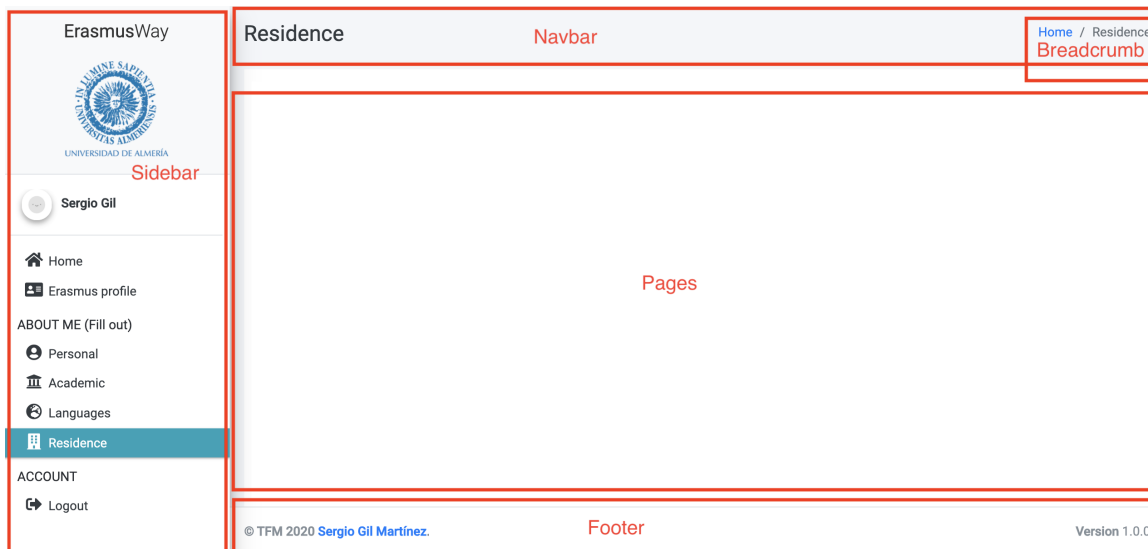 ErasmusWay
IN LUMINE SAPIENTIA
UNIVERSITAS ALMERIENSIS
UNIVERSIDAD DE ALMERÍA
Sidebar
Sergio Gil
Home
Erasmus profile
ABOUT ME (Fill out)
Personal
Academic
Languages
Residence
ACCOUNT
Logout
Residence
Navbar
Home / Residence
Breadcrumb
Pages
© TFM 2020 Sergio Gil Martínez.
Footer
Version 1.0.0